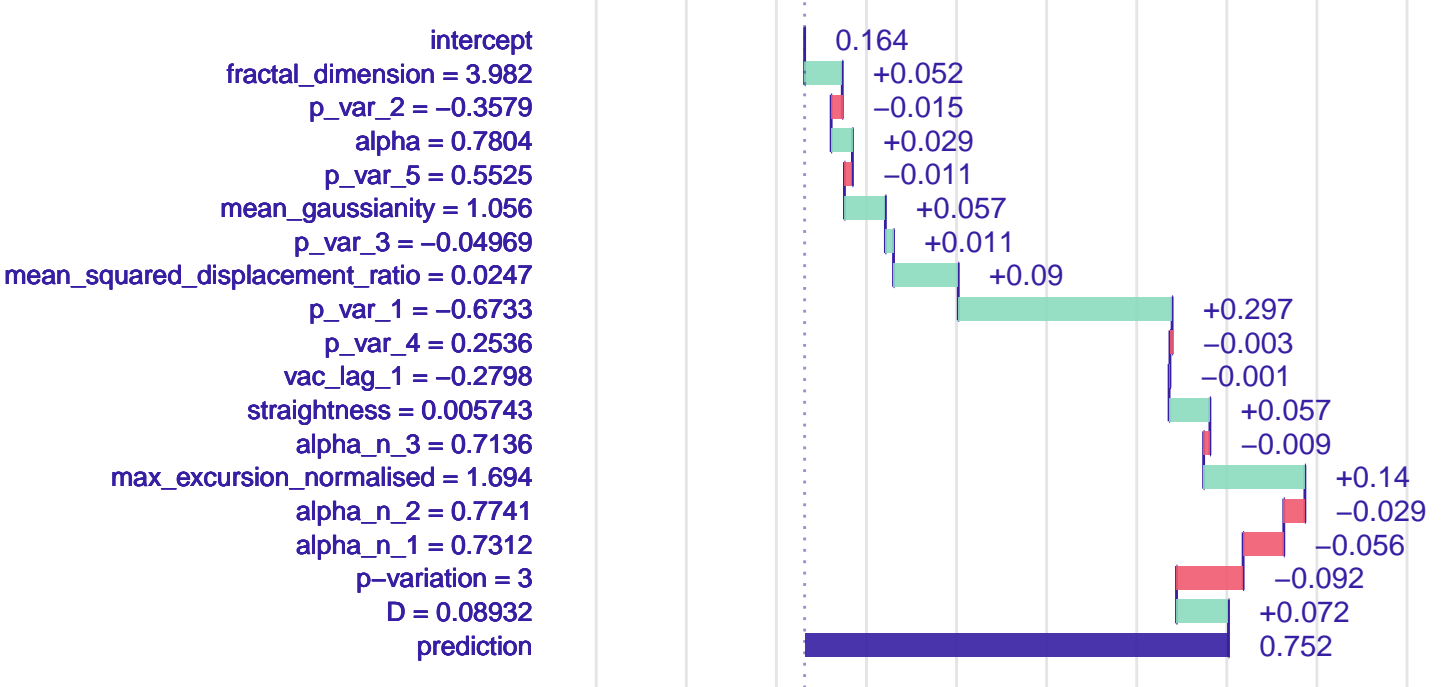 intercept 0.164
fractal_dimension = 3.982 +0.052
p_var_2 = −0.3579 −0.015
alpha = 0.7804 +0.029
p_var_5 = 0.5525 −0.011
mean_gaussianity = 1.056 +0.057
p_var_3 = −0.04969 +0.011
mean_squared_displacement_ratio = 0.0247 +0.09
p_var_1 = −0.6733 +0.297
p_var_4 = 0.2536 −0.003
vac_lag_1 = −0.2798 −0.001
straightness = 0.005743 +0.057
alpha_n_3 = 0.7136 −0.009
max_excursion_normalised = 1.694 +0.14
alpha_n_2 = 0.7741 −0.029
alpha_n_1 = 0.7312 −0.056
p−variation = 3 −0.092
D = 0.08932 +0.072
prediction 0.752